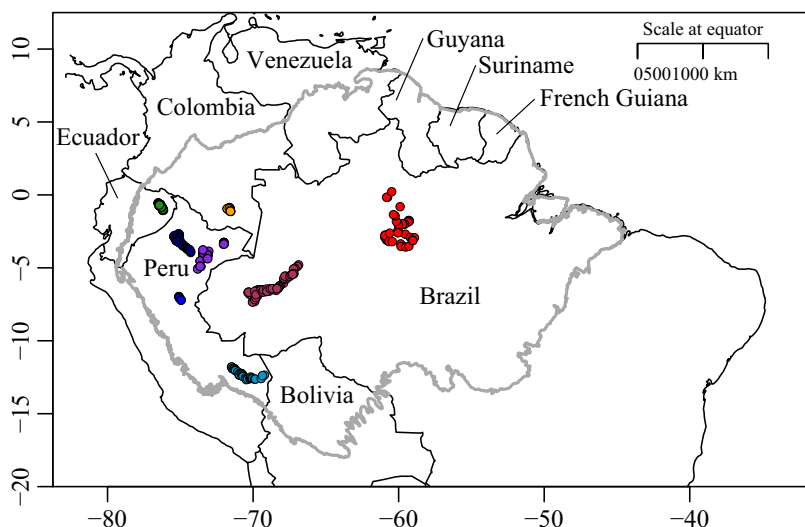 Scale at equator
05001000 km
Guyana
Venezuela
Suriname
Colombia
French Guiana
Ecuador
Peru
Brazil
Bolivia
10
5
0
−5
−10
−15
−20
−80
−70
−60
−50
−40